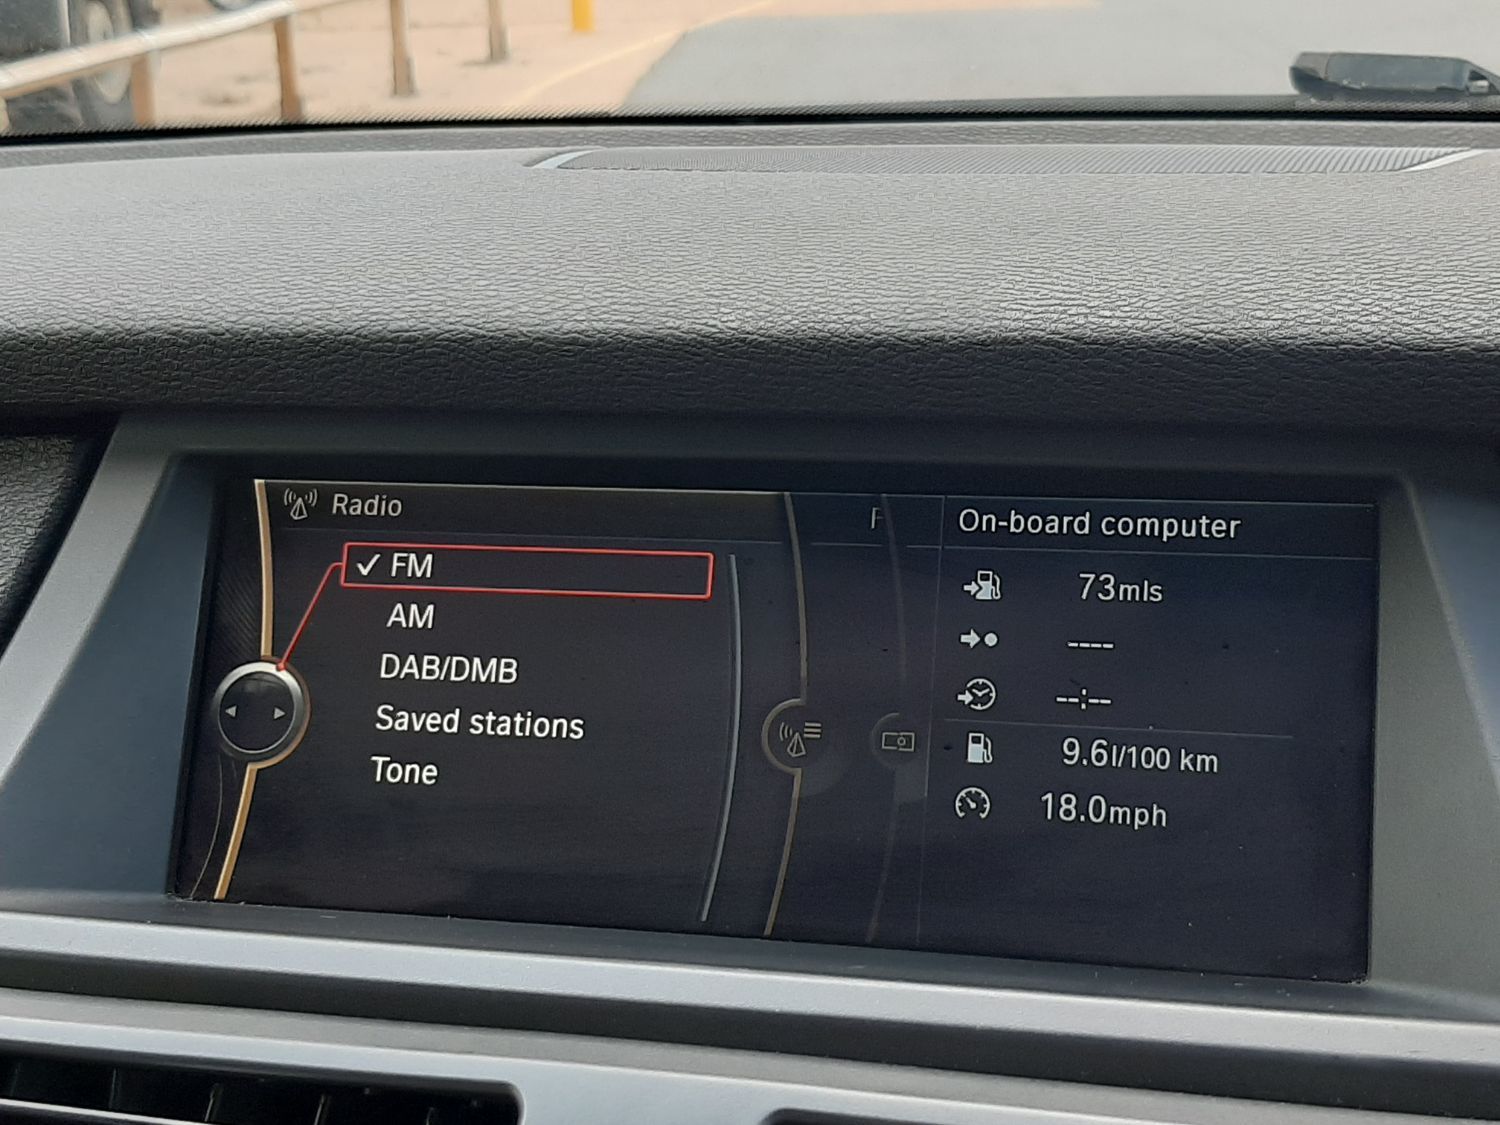 Radio
✓ FM
AM
DAB/DMB
Saved stations
Tone
F
On-board computer
73mls
----
--:--
9.6l/100 km
18.0mph